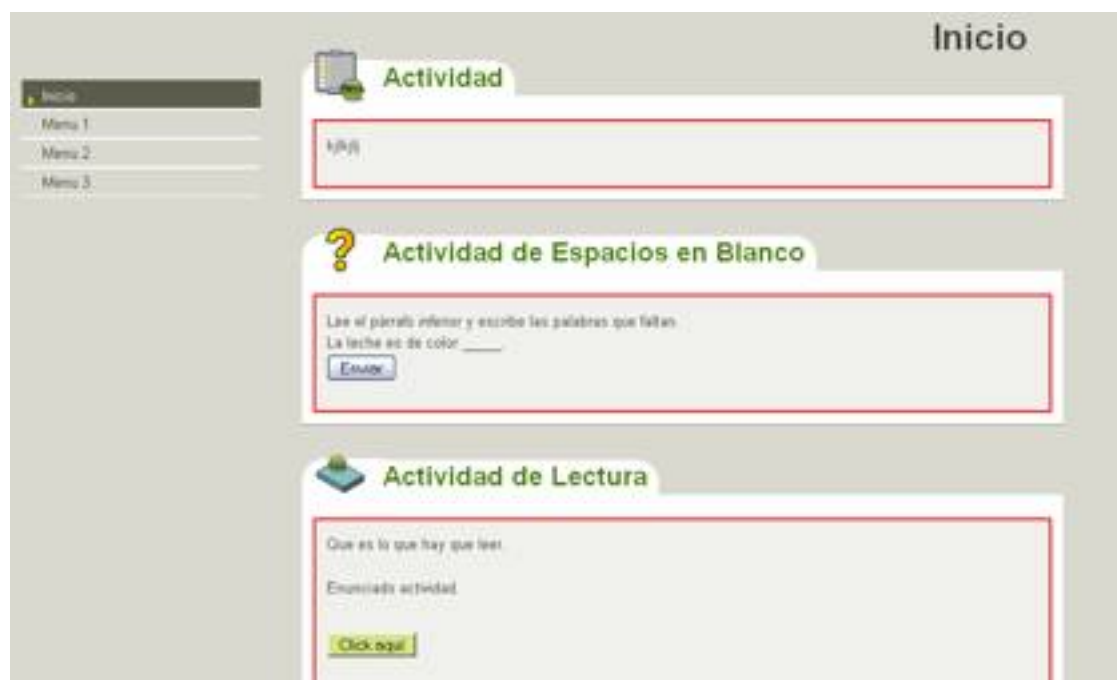 Inicio
Inicio
Menu 1
Menu 2
Menu 3
Actividad
Actividad de Espacios en Blanco
Lee el párrafo inferior y escribe las palabras que faltan.
La leche es de color _____.
Enviar
Actividad de Lectura
Que es lo que hay que leer.
Enunciado actividad.
Click aquí